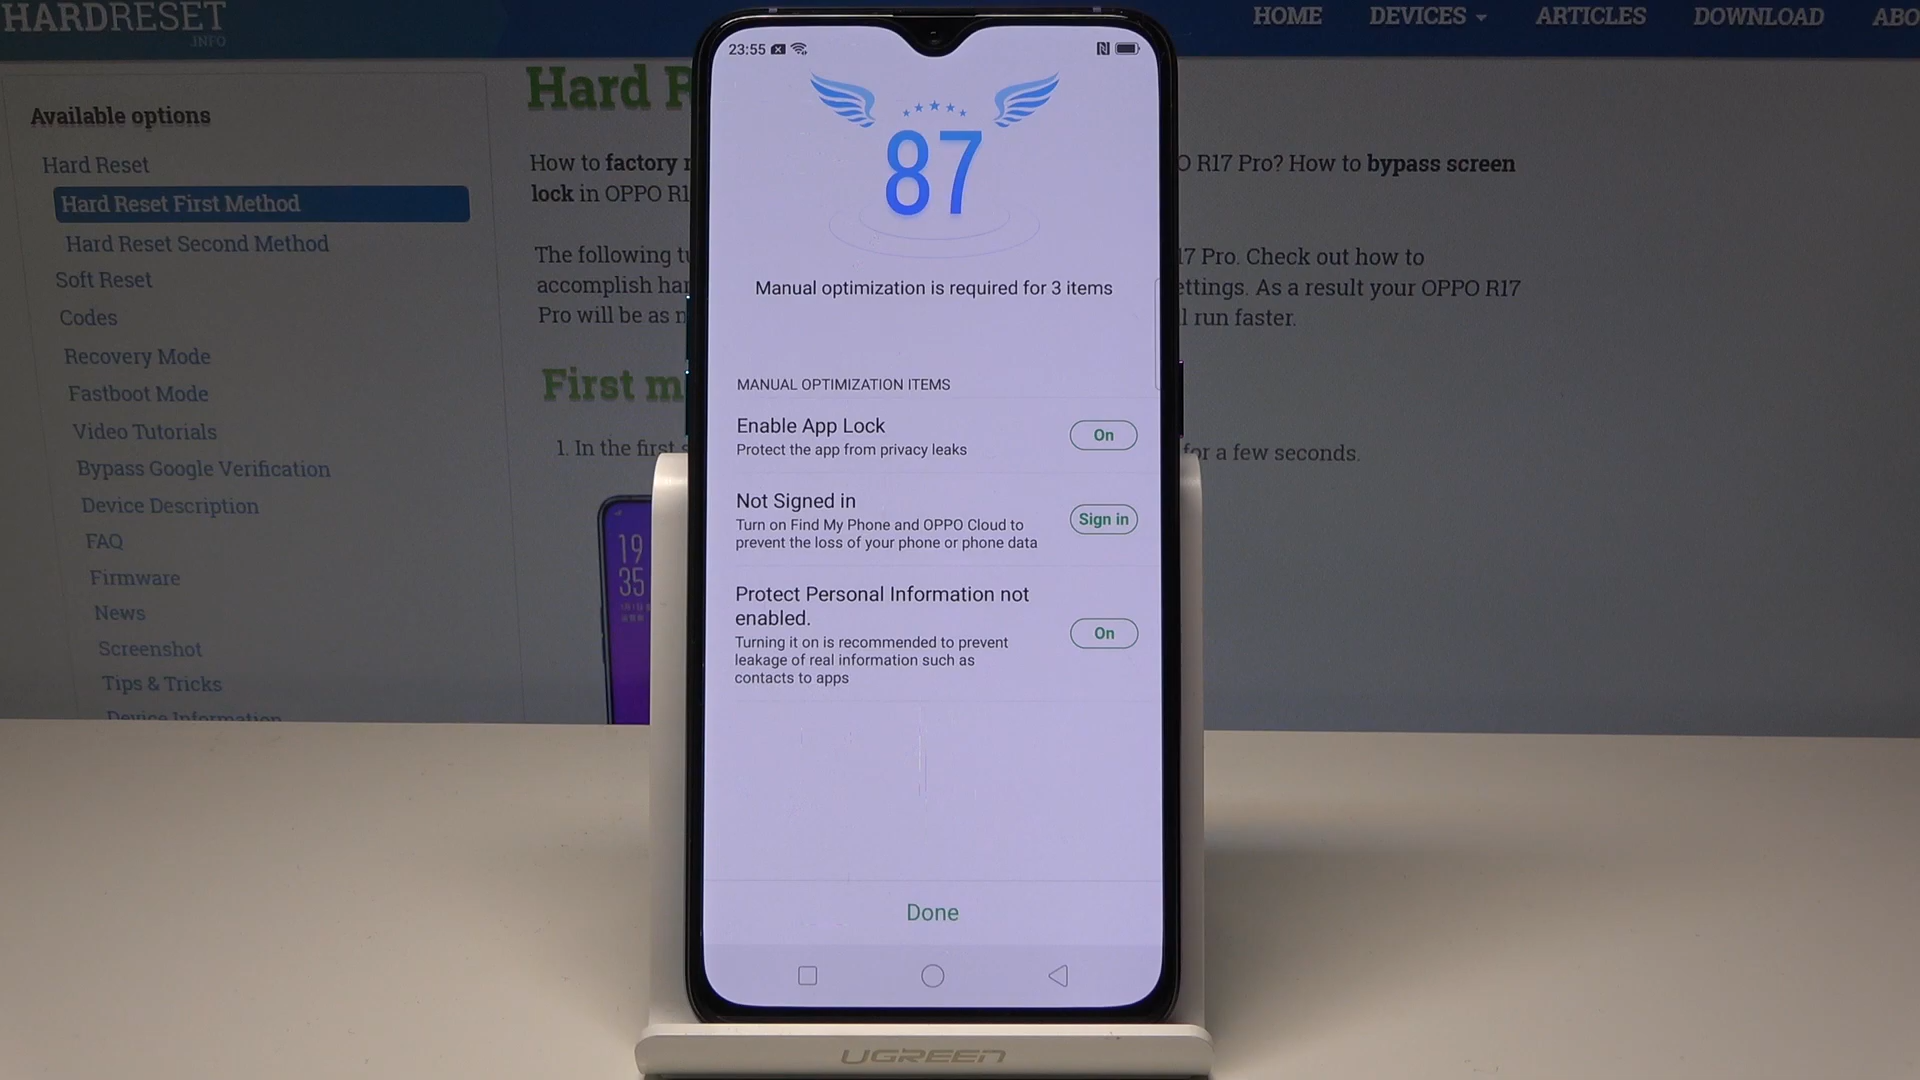 HARDRESET
.INFO
HOME DEVICES ARTICLES DOWNLOAD ABO
Available options
Hard Reset
Hard Reset First Method
Hard Reset Second Method
Soft Reset
Codes
Recovery Mode
Fastboot Mode
Video Tutorials
Bypass Google Verification
Device Description
FAQ
Firmware
News
Screenshot
Tips & Tricks
Device Information
Hard R
How to factory r
O R17 Pro? How to bypass screen
lock in OPPO R1
The following tu
17 Pro. Check out how to
accomplish har
ettings. As a result your OPPO R17
Pro will be as n
l run faster.
First m
1. In the first s
for a few seconds.
19
35
23:55
87
Manual optimization is required for 3 items
MANUAL OPTIMIZATION ITEMS
Enable App Lock
Protect the app from privacy leaks
On
Not Signed in
Turn on Find My Phone and OPPO Cloud to
prevent the loss of your phone or phone data
Sign in
Protect Personal Information not
enabled.
Turning it on is recommended to prevent
leakage of real information such as
contacts to apps
On
Done
UGREEN